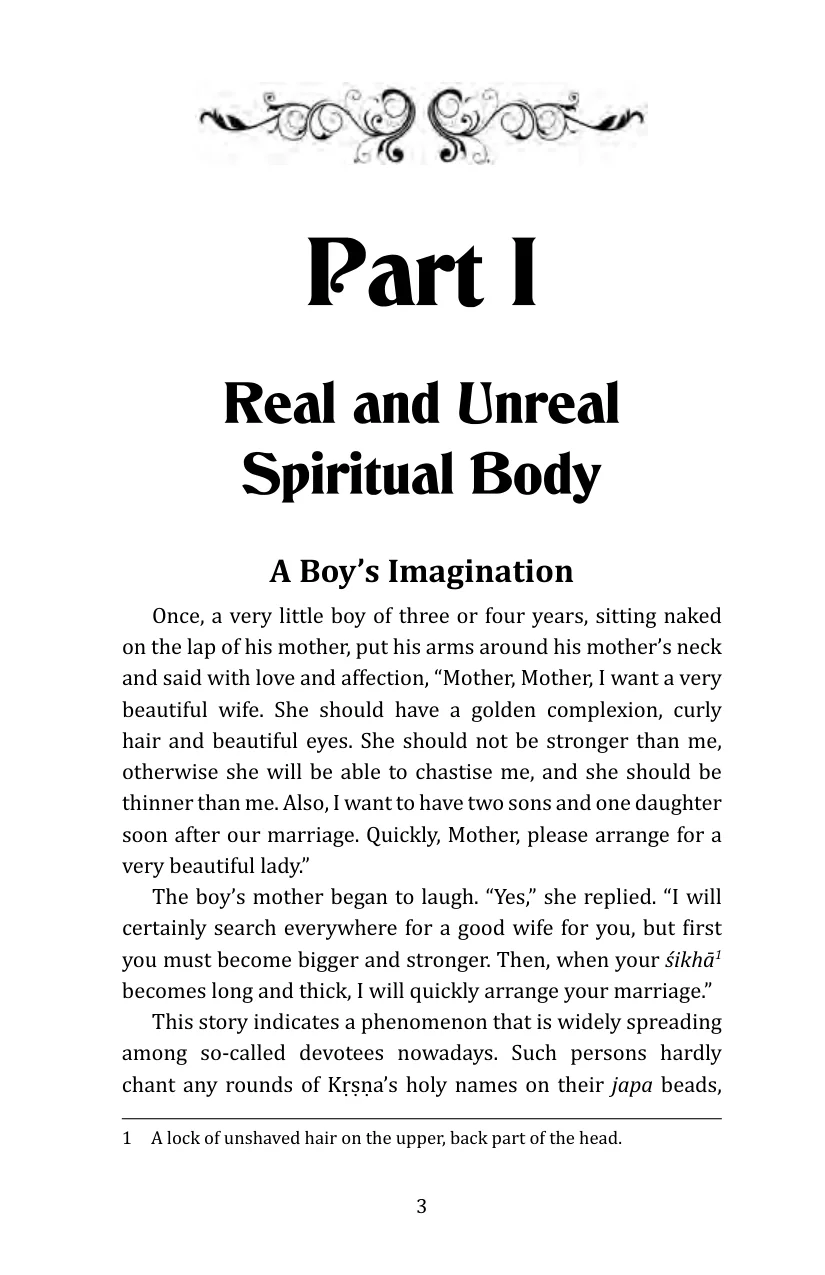 Part I
Real and Unreal
Spiritual Body
A Boy’s Imagination
Once, a very little boy of three or four years, sitting naked
on the lap of his mother, put his arms around his mother’s neck
and said with love and affection, “Mother, Mother, I want a very
beautiful wife. She should have a golden complexion, curly
hair and beautiful eyes. She should not be stronger than me,
otherwise she will be able to chastise me, and she should be
thinner than me. Also, I want to have two sons and one daughter
soon after our marriage. Quickly, Mother, please arrange for a
very beautiful lady.”
The boy’s mother began to laugh. “Yes,” she replied. “I will
certainly search everywhere for a good wife for you, but first
you must become bigger and stronger. Then, when your śikhā1
becomes long and thick, I will quickly arrange your marriage.”
This story indicates a phenomenon that is widely spreading
among so-called devotees nowadays. Such persons hardly
chant any rounds of Kṛṣṇa’s holy names on their japa beads,
1 A lock of unshaved hair on the upper, back part of the head.
3